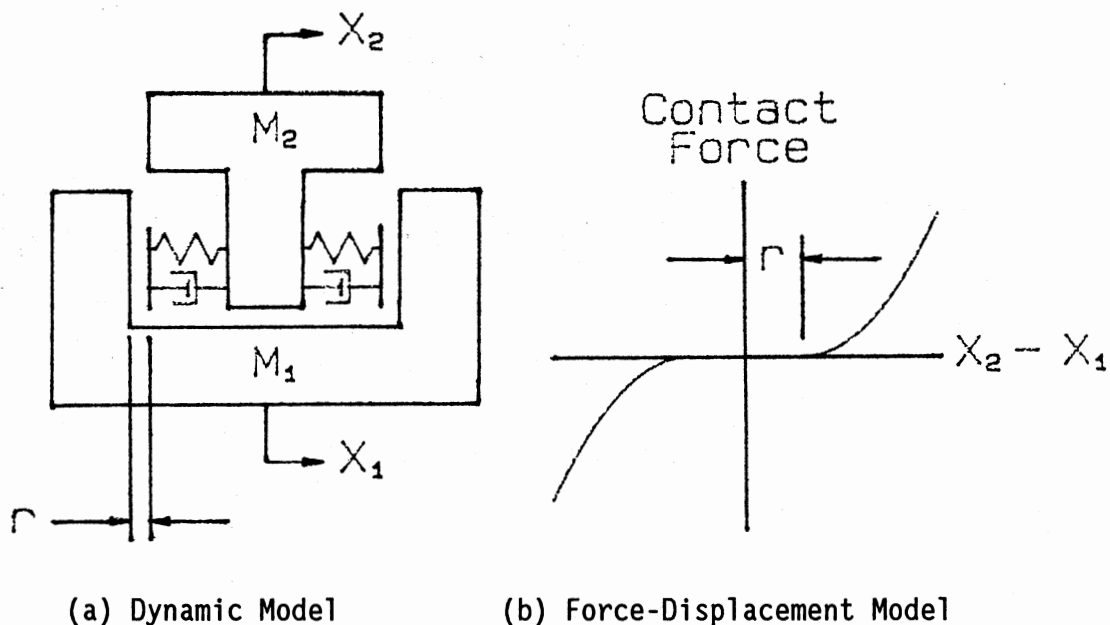 X₂
M₂
M₁
X₁
r
Contact
Force
r
X₂ - X₁
(a) Dynamic Model
(b) Force-Displacement Model